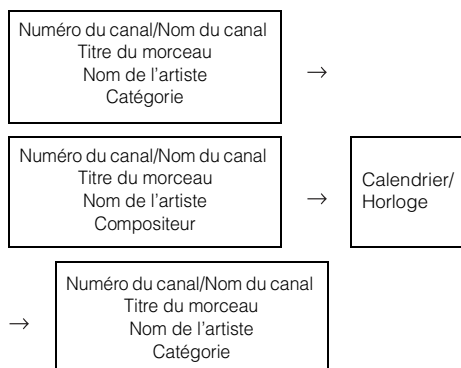 Numéro du canal/Nom du canal
Titre du morceau
Nom de l'artiste
Catégorie
→
Numéro du canal/Nom du canal
Titre du morceau
Nom de l'artiste
Compositeur
→
Calendrier/
Horloge
→
Numéro du canal/Nom du canal
Titre du morceau
Nom de l'artiste
Catégorie